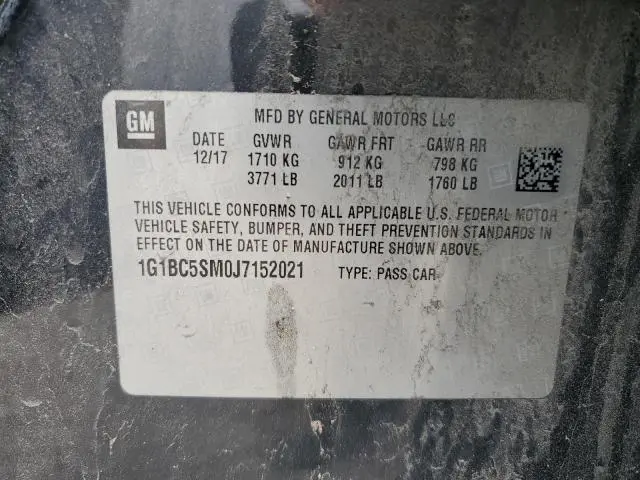 GM
MFD BY GENERAL MOTORS LLC
DATE GVWR GAWR FRT GAWR RR
12/17 1710 KG 912 KG 798 KG
3771 LB 2011 LB 1760 LB
THIS VEHICLE CONFORMS TO ALL APPLICABLE U.S. FEDERAL MOTOR
VEHICLE SAFETY, BUMPER, AND THEFT PREVENTION STANDARDS IN
EFFECT ON THE DATE OF MANUFACTURE SHOWN ABOVE.
1G1BC5SM0J7152021 TYPE: PASS CAR